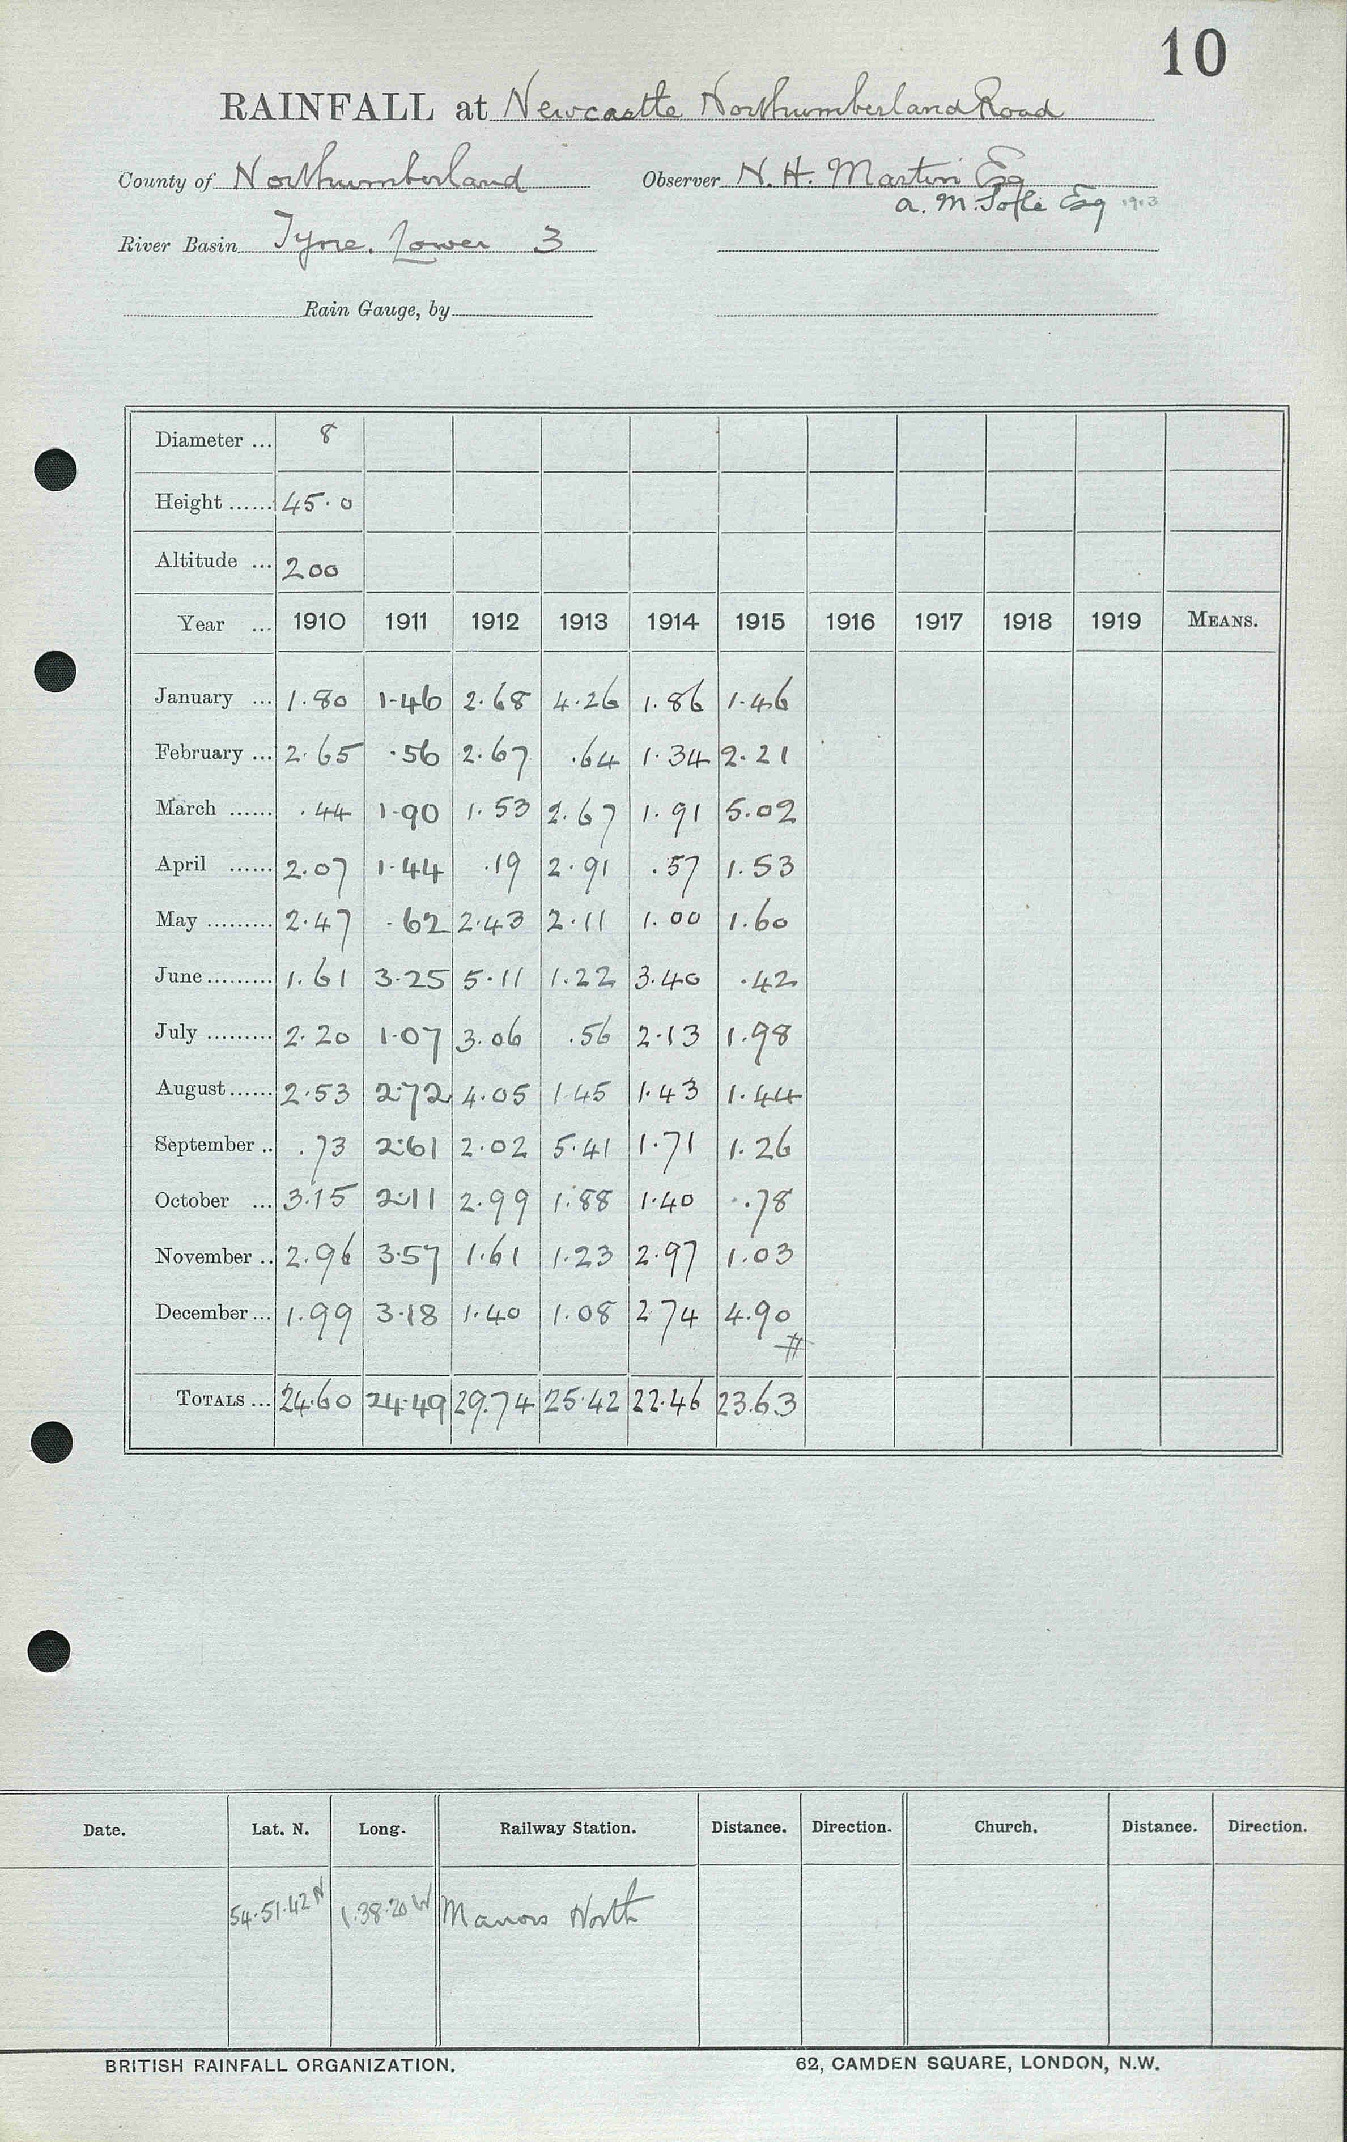 10
RAINFALL at Newcastle Northumberland Road
County of Northumberland Observer N. H. Martin Esq
A. M. Esq 1913
River Basin Tyne. Lower 3
Rain Gauge, by
Diameter ... 8
Height ...... 45.0
Altitude ... 200
Year ... 1910 1911 1912 1913 1914 1915 1916 1917 1918 1919 MEANS.
January ... 1.80 1.46 2.68 4.26 1.86 1.46
February ... 2.65 .56 2.67 .64 1.34 2.21
March ...... .44 1.90 1.53 2.67 1.91 5.02
April ...... 2.07 1.44 .19 2.91 .57 1.53
May ......... 2.47 .62 2.43 2.11 1.00 1.60
June ......... 1.61 3.25 5.11 1.22 3.40 .42
July ......... 2.20 1.07 3.06 .56 2.13 1.98
August ...... 2.53 2.72 4.05 1.45 1.43 1.44
September .. .73 2.61 2.02 5.41 1.71 1.26
October ... 3.15 2.11 2.99 1.88 1.40 .78
November .. 2.96 3.57 1.61 1.23 2.97 1.03
December ... 1.99 3.18 1.40 1.08 2.74 4.90
#
TOTALS ... 24.60 24.49 29.74 25.42 22.46 23.63
Date. Lat. N. Long. Railway Station. Distance. Direction. Church. Distance. Direction.
54.51.42 N 1.38.20 W Manors North
BRITISH RAINFALL ORGANIZATION. 62, CAMDEN SQUARE, LONDON, N.W.